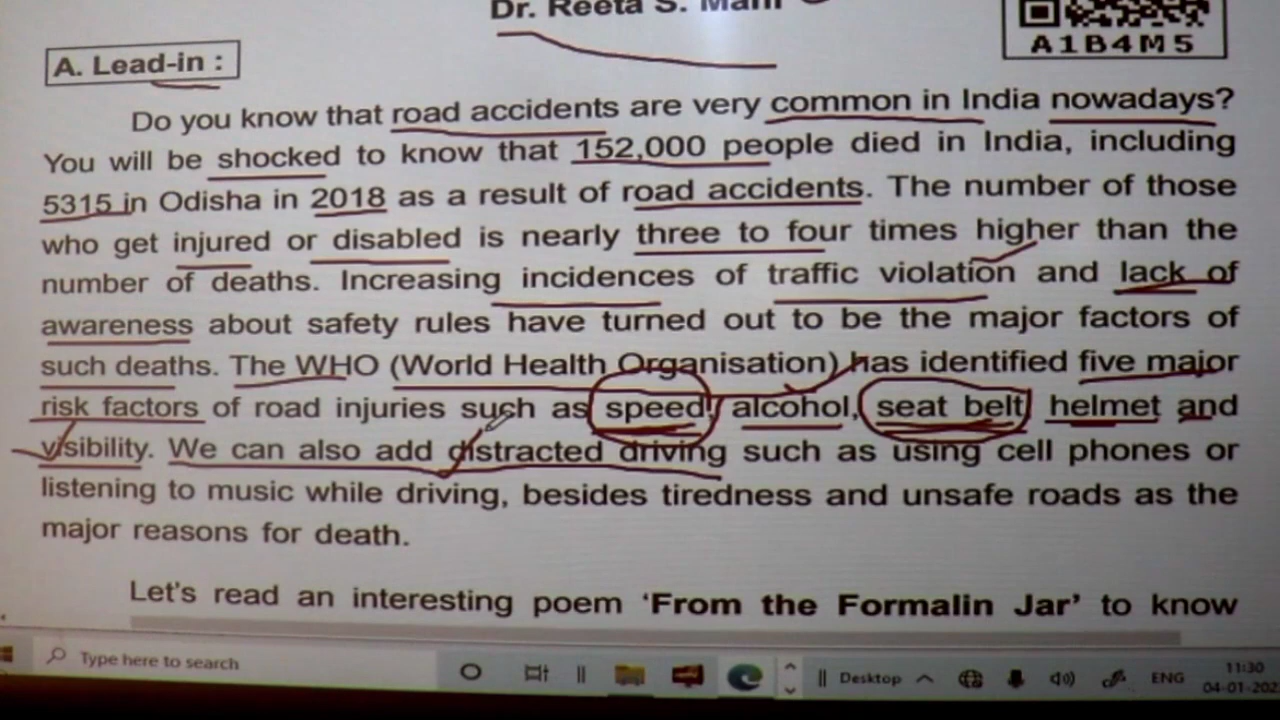 Dr. Reeta S. Mani
A1B4M5
A. Lead-in :
Do you know that road accidents are very common in India nowadays?
You will be shocked to know that 152,000 people died in India, including
5315 in Odisha in 2018 as a result of road accidents. The number of those
who get injured or disabled is nearly three to four times higher than the
number of deaths. Increasing incidences of traffic violation and lack of
awareness about safety rules have turned out to be the major factors of
such deaths. The WHO (World Health Organisation) has identified five major
risk factors of road injuries such as speed, alcohol, seat belt, helmet and
visibility. We can also add distracted driving such as using cell phones or
listening to music while driving, besides tiredness and unsafe roads as the
major reasons for death.
Let's read an interesting poem ‘From the Formalin Jar’ to know
Type here to search
Desktop
ENG
11:30
04-01-202